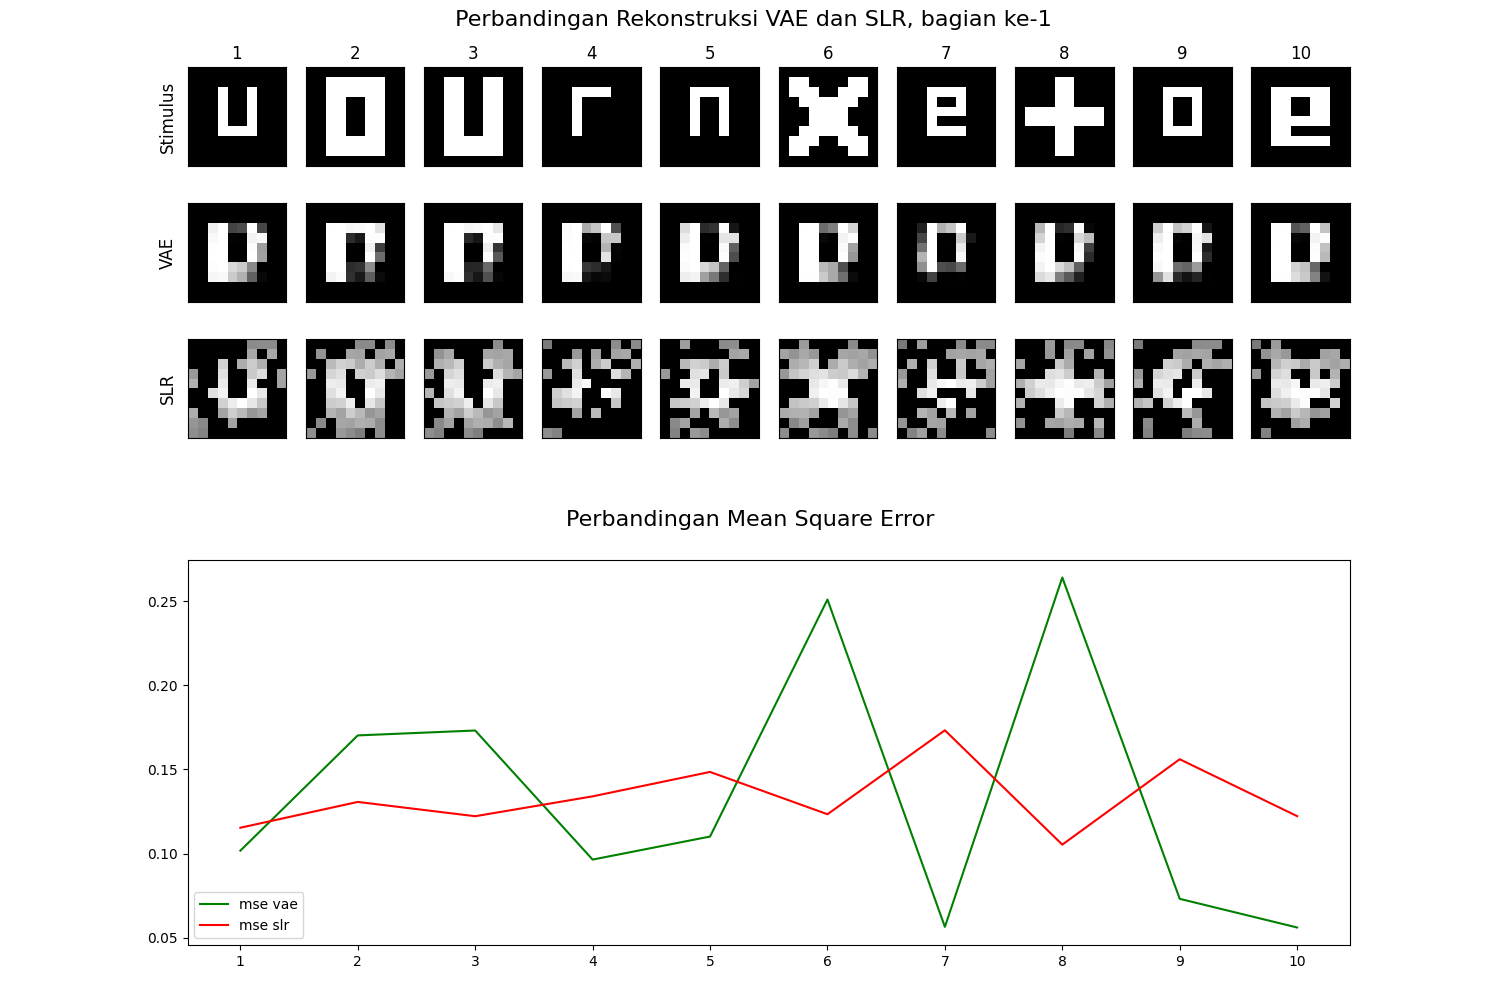 Perbandingan Rekonstruksi VAE dan SLR, bagian ke-1
1 2 3 4 5 6 7 8 9 10
Stimulus
u o u r n x e + o e
VAE
SLR
Perbandingan Mean Square Error
0.25
0.20
0.15
0.10
0.05
mse vae
mse slr
1 2 3 4 5 6 7 8 9 10